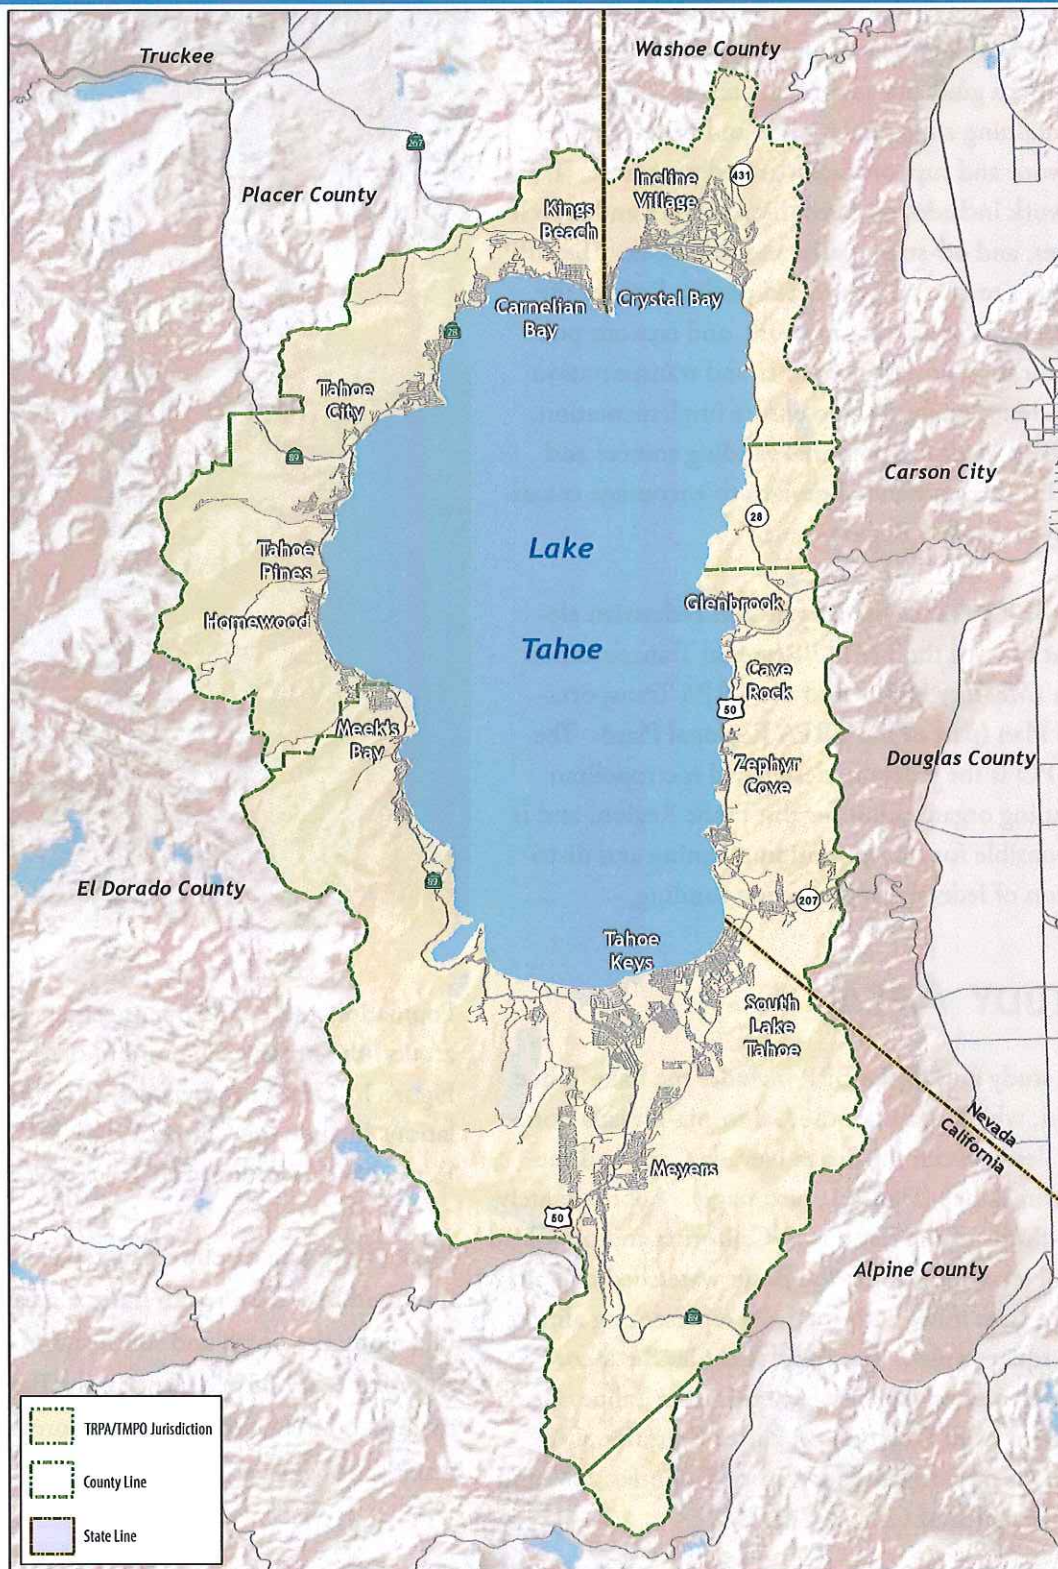 Truckee
Washoe County
267
Placer County
431
Incline
Village
Kings
Beach
Carnelian
Bay
Crystal Bay
28
Tahoe
City
89
Carson City
28
Lake
Tahoe
Tahoe
Pines
Homewood
Glenbrook
Cave
Rock
50
Meeks
Bay
Zephyr
Cove
Douglas County
El Dorado County
89
207
Tahoe
Keys
South
Lake
Tahoe
Nevada
California
Meyers
50
Alpine County
89
TRPA/TMPO Jurisdiction
County Line
State Line